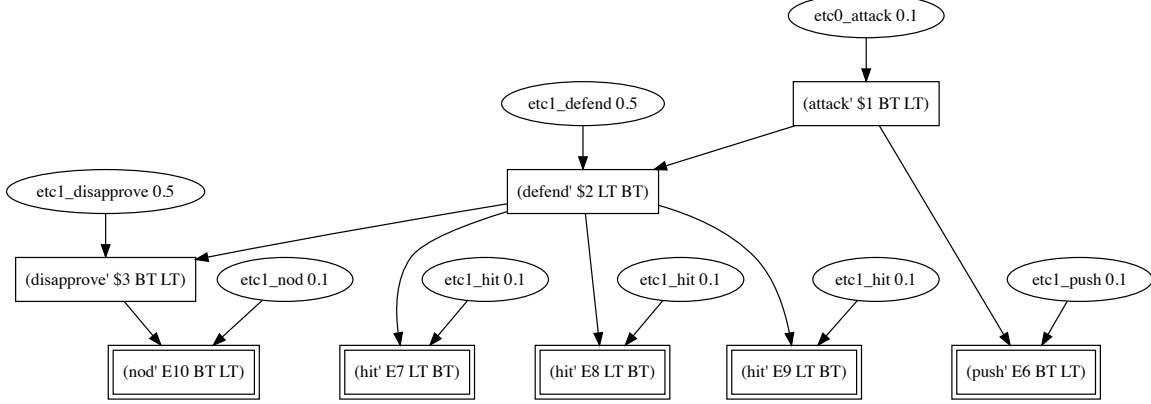 etc0_attack 0.1
(attack' $1 BT LT)
etc1_defend 0.5
(defend' $2 LT BT)
etc1_disapprove 0.5
(disapprove' $3 BT LT)
etc1_nod 0.1
etc1_hit 0.1
etc1_hit 0.1
etc1_hit 0.1
etc1_push 0.1
(nod' E10 BT LT)
(hit' E7 LT BT)
(hit' E8 LT BT)
(hit' E9 LT BT)
(push' E6 BT LT)